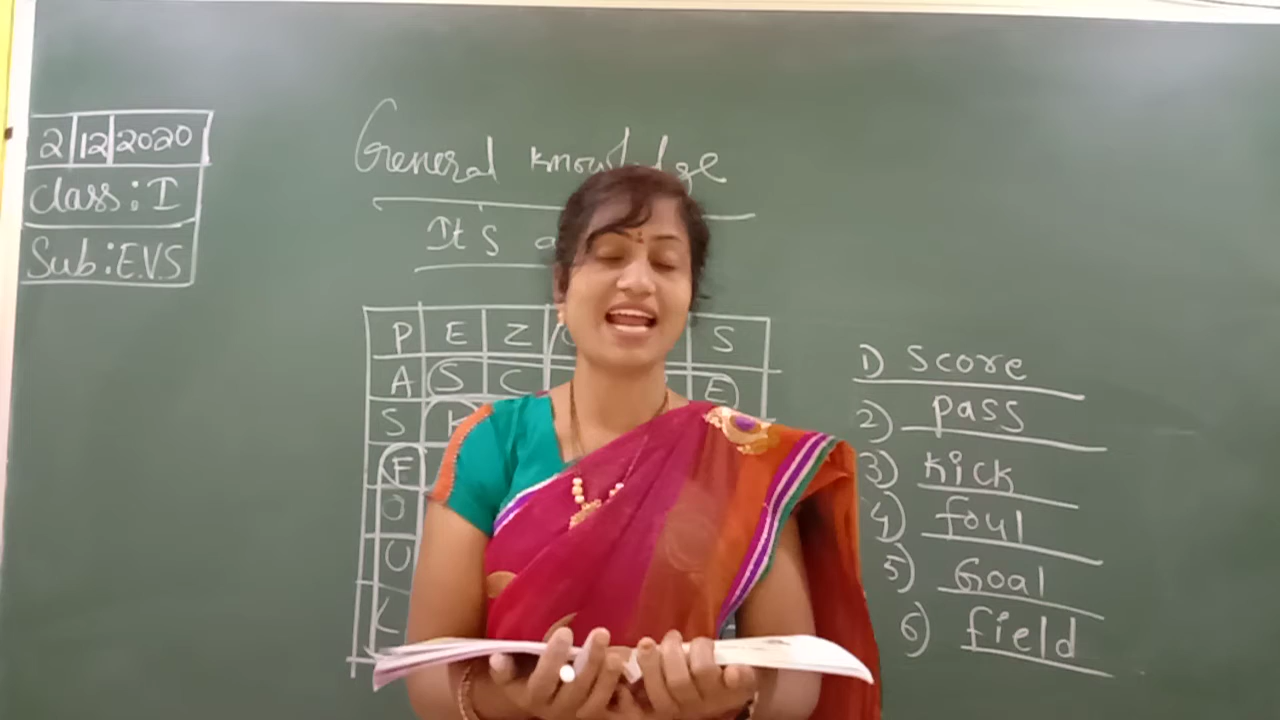 2 12 2020
Class: I
Sub: E.V.S
General
It's
P E Z S
A S C E
S
F
O
U
L
1) Score
2) pass
3) Kick
4) foul
5) Goal
6) field